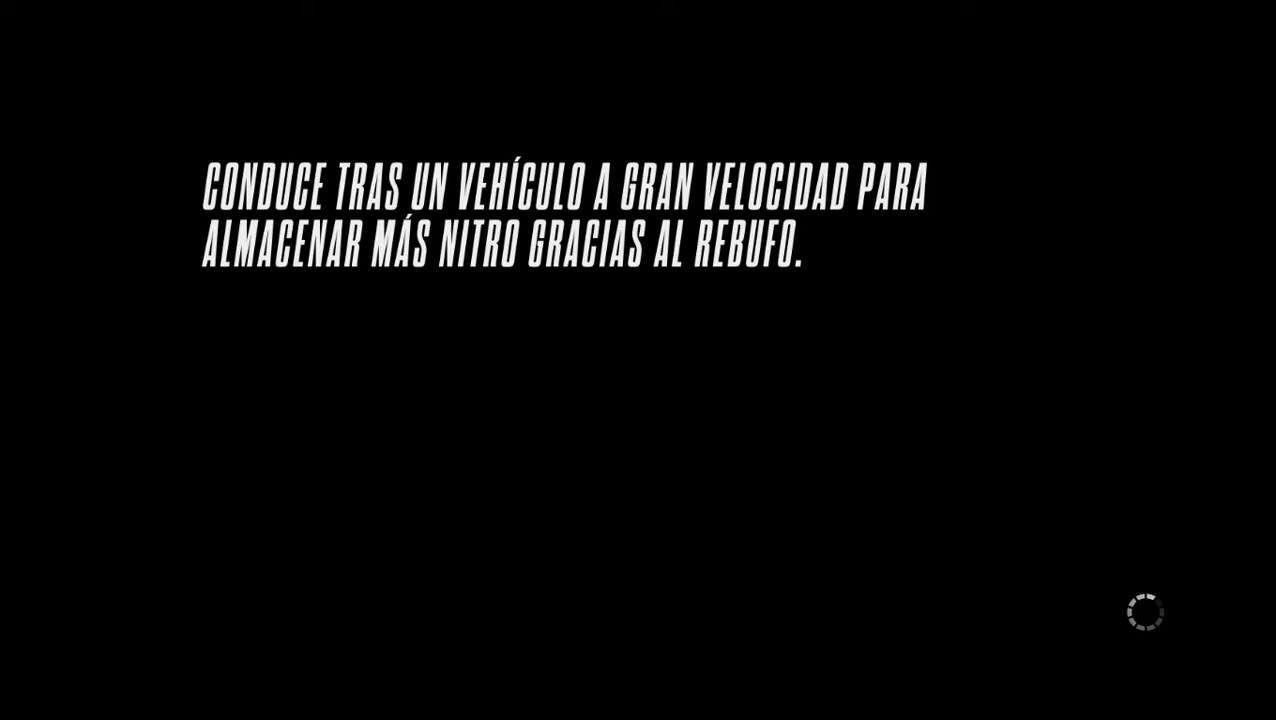 CONDUCE TRAS UN VEHÍCULO A GRAN VELOCIDAD PARA
ALMACENAR MÁS NITRO GRACIAS AL REBUFO.